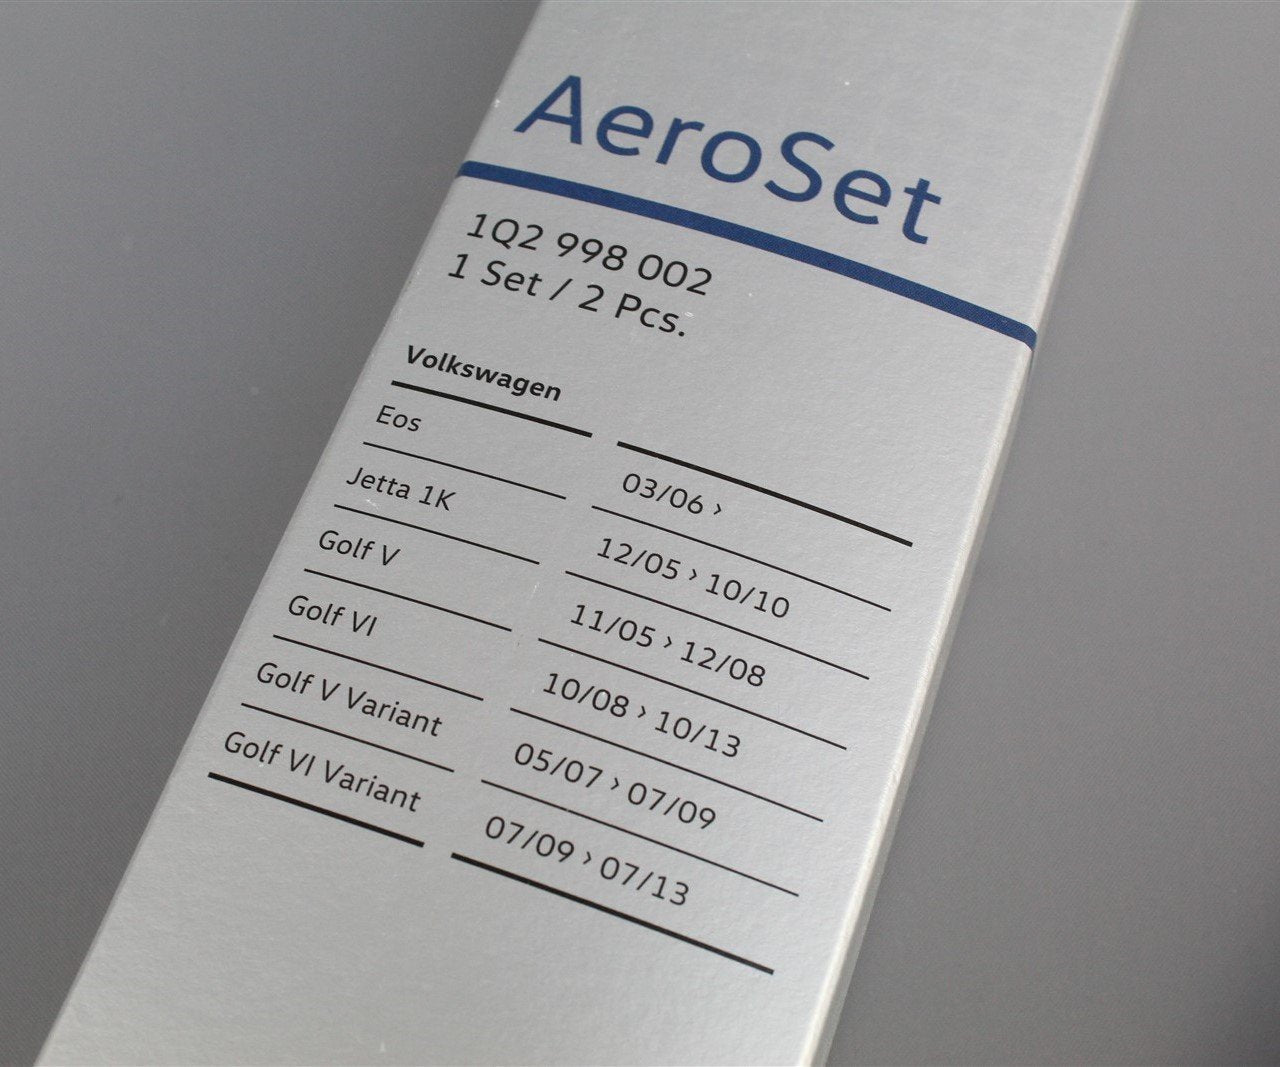 AeroSet
1Q2 998 002
1 Set / 2 Pcs.
Volkswagen
Eos 03/06 ›
Jetta 1K 12/05 › 10/10
Golf V 11/05 › 12/08
Golf VI 10/08 › 10/13
Golf V Variant 05/07 › 07/09
Golf VI Variant 07/09 › 07/13